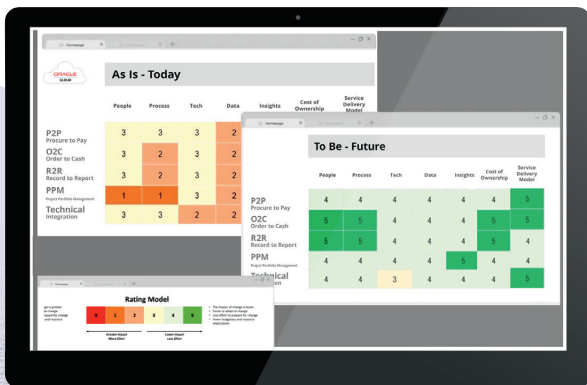 Homepage
ORACLE
CLOUD
As Is - Today
People Process Tech Data Insights Cost of Ownership Service Delivery Model
P2P 3 3 3 2
Procure to Pay
O2C 3 2 3 2
Order to Cash
R2R 3 2 3 2
Record to Report
PPM 1 1 3 2
Project Portfolio Management
Technical 3 3 2 2
Integration
Homepage
To Be - Future
People Process Tech Data Insights Cost of Ownership Service Delivery Model
P2P 4 4 4 4 4 4 5
Procure to Pay
O2C 5 5 4 4 4 5 5
Order to Cash
R2R 5 5 4 4 4 5 4
Record to Report
PPM 4 4 4 4 5 4 4
Project Portfolio Management
Technical 4 4 3 4 4 4 5
Homepage
Rating Model
0 1 2 3 4 5
Greater Impact
More Effort
Lower Impact
Less Effort